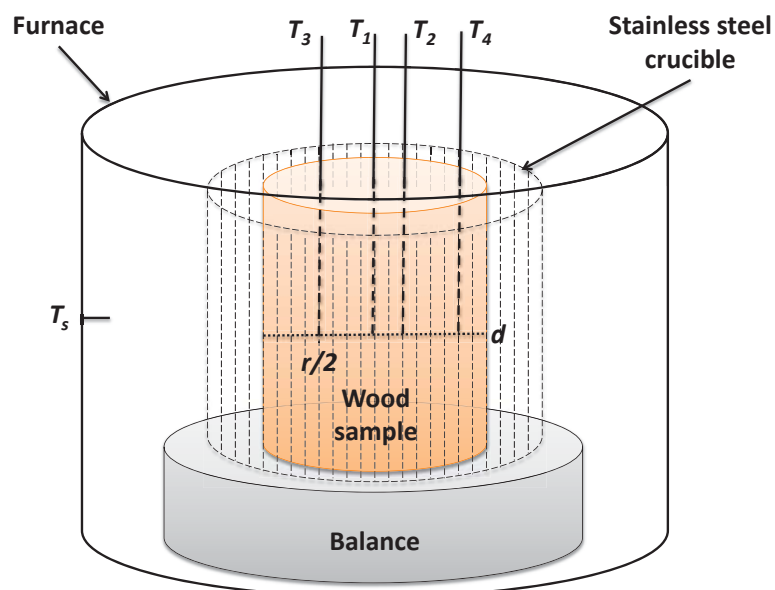 Furnace
T3 T1 T2 T4
Stainless steel
crucible
Ts
d
r/2
Wood
sample
Balance